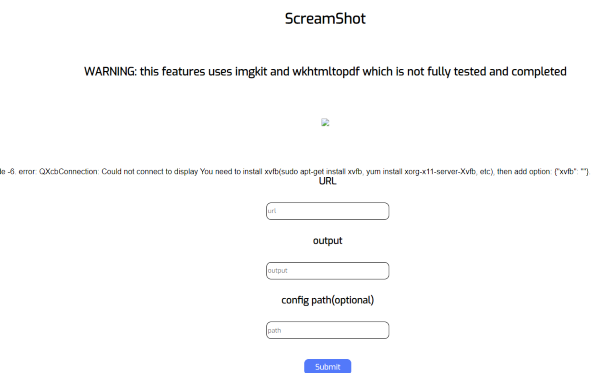 ScreamShot
WARNING: this features uses imgkit and wkhtmltopdf which is not fully tested and completed
de -6. error: QXcbConnection: Could not connect to display You need to install xvfb(sudo apt-get install xvfb, yum install xorg-x11-server-Xvfb, etc), then add option: {"xvfb": ""}.
URL
url
output
output
config path(optional)
path
Submit